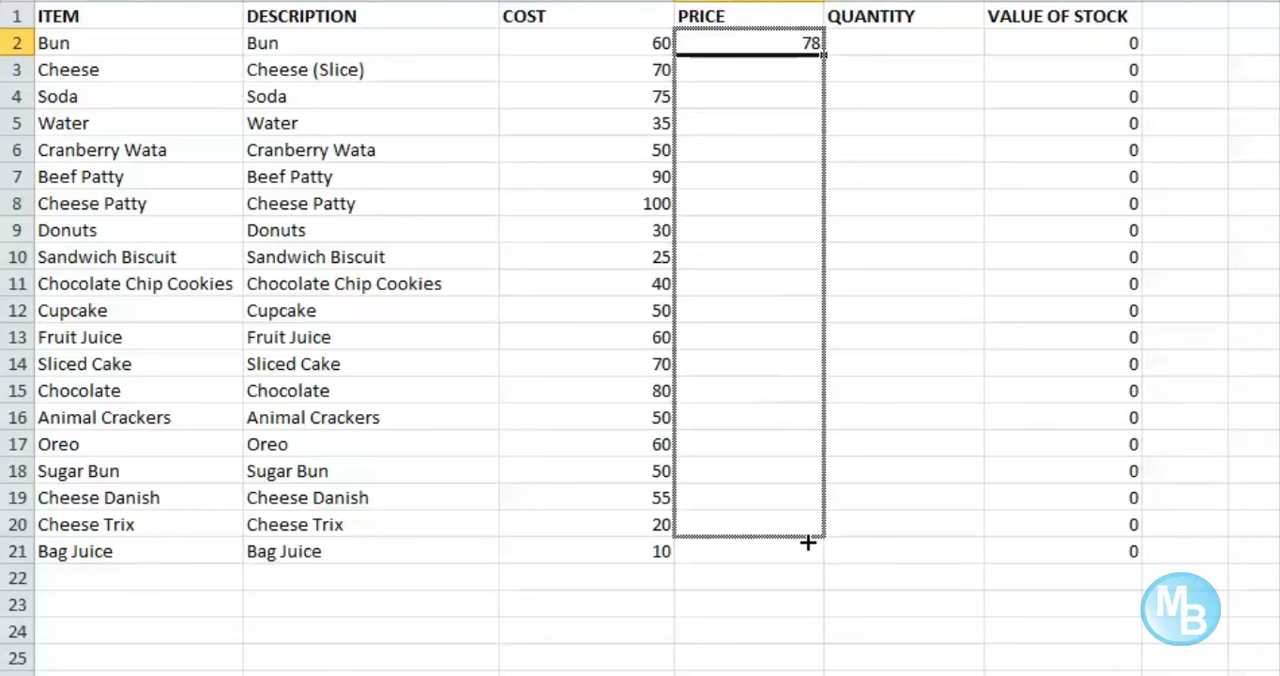 1 ITEM DESCRIPTION COST PRICE QUANTITY VALUE OF STOCK
2 Bun Bun 60 78 0
3 Cheese Cheese (Slice) 70 0
4 Soda Soda 75 0
5 Water Water 35 0
6 Cranberry Wata Cranberry Wata 50 0
7 Beef Patty Beef Patty 90 0
8 Cheese Patty Cheese Patty 100 0
9 Donuts Donuts 30 0
10 Sandwich Biscuit Sandwich Biscuit 25 0
11 Chocolate Chip Cookies Chocolate Chip Cookies 40 0
12 Cupcake Cupcake 50 0
13 Fruit Juice Fruit Juice 60 0
14 Sliced Cake Sliced Cake 70 0
15 Chocolate Chocolate 80 0
16 Animal Crackers Animal Crackers 50 0
17 Oreo Oreo 60 0
18 Sugar Bun Sugar Bun 50 0
19 Cheese Danish Cheese Danish 55 0
20 Cheese Trix Cheese Trix 20 0
21 Bag Juice Bag Juice 10 0
22
23
24
25
MB